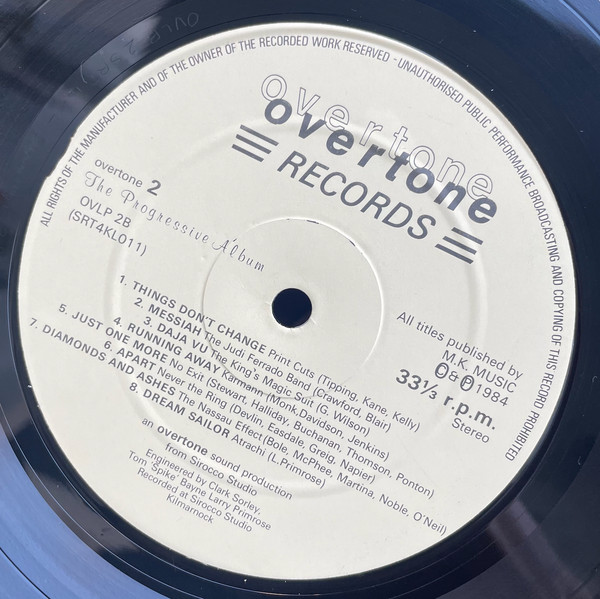 ALL RIGHTS OF THE MANUFACTURER AND OF THE OWNER OF THE RECORDED WORK RESERVED - UNAUTHORISED PUBLIC PERFORMANCE BROADCASTING AND COPYING OF THIS RECORD PROHIBITED
overtone
overtone
RECORDS
overtone 2
The Progressive Album
OVLP 2B
(SRT4KL011)
All titles published by
M.K. MUSIC
© & ℗ 1984
33⅓ r.p.m.
Stereo
1. THINGS DON'T CHANGE Print Cuts (Tipping, Kane, Kelly)
2. MESSIAH The Judi Ferrado Band (Crawford, Blair)
3. DAJA VU The King's Magic Suit (G. Wilson)
4. RUNNING AWAY Karmann (Monk, Davidson, Jenkins)
5. JUST ONE MORE No Exit (Stewart, Halliday, Buchanan, Thomson, Ponton)
6. APART Never the Ring (Devlin, Easdale, Greig, Napier)
7. DIAMONDS AND ASHES The Nassau Effect (Bole, McPhee, Martina, Noble, O'Neil)
8. DREAM SAILOR Atrachi (L. Primrose)
an overtone sound production
from Sirocco Studio
Engineered by Clark Sorley,
Tom 'Spike' Bayne Larry Primrose
Recorded at Sirocco Studio
Kilmarnock